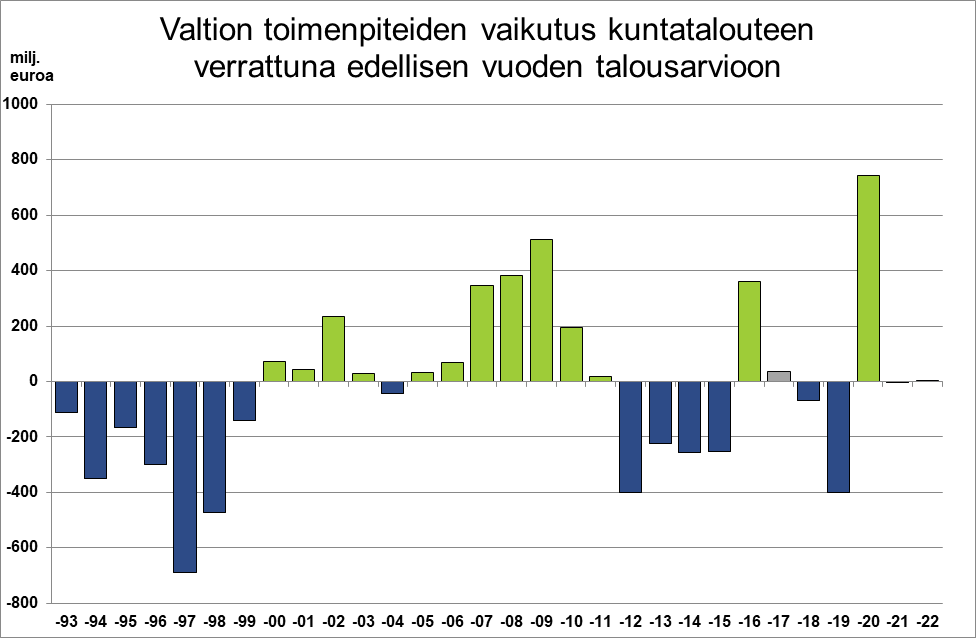 Valtion toimenpiteiden vaikutus kuntatalouteen
verrattuna edellisen vuoden talousarvioon
milj.
euroa
1000
800
600
400
200
0
-200
-400
-600
-800
-93 -94 -95 -96 -97 -98 -99 -00 -01 -02 -03 -04 -05 -06 -07 -08 -09 -10 -11 -12 -13 -14 -15 -16 -17 -18 -19 -20 -21 -22